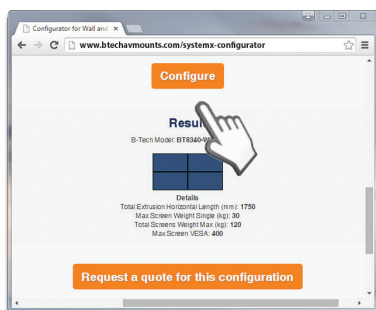 Configurator for Wall and
www.btechavmounts.com/systemx-configurator
Configure
Resu
B-Tech Model: BT8340-W
Details
Total Extrusion Horizontal Length (mm): 1750
Max Screen Weight Single (kg): 30
Total Screens Weight Max (kg): 120
Max Screen VESA: 400
Request a quote for this configuration